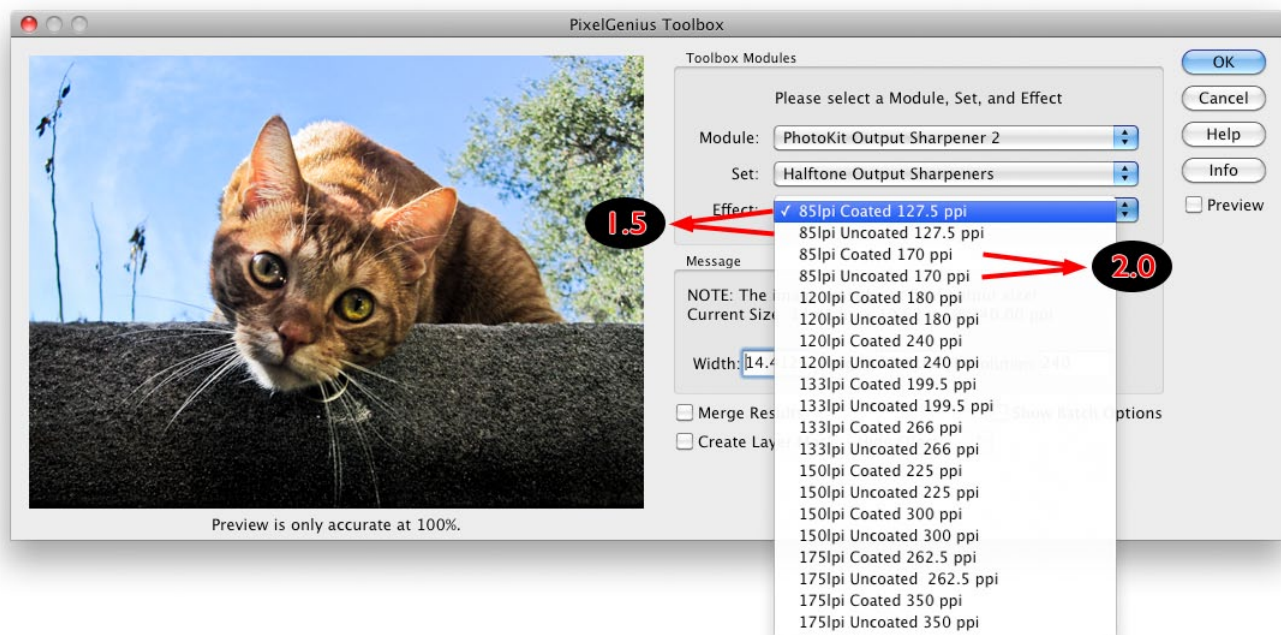 PixelGenius Toolbox
Toolbox Modules
Please select a Module, Set, and Effect
Module: PhotoKit Output Sharpener 2
Set: Halftone Output Sharpeners
Effect:
✓ 85lpi Coated 127.5 ppi
85lpi Uncoated 127.5 ppi
85lpi Coated 170 ppi
85lpi Uncoated 170 ppi
120lpi Coated 180 ppi
120lpi Uncoated 180 ppi
120lpi Coated 240 ppi
120lpi Uncoated 240 ppi
133lpi Coated 199.5 ppi
133lpi Uncoated 199.5 ppi
133lpi Coated 266 ppi
133lpi Uncoated 266 ppi
150lpi Coated 225 ppi
150lpi Uncoated 225 ppi
150lpi Coated 300 ppi
150lpi Uncoated 300 ppi
175lpi Coated 262.5 ppi
175lpi Uncoated 262.5 ppi
175lpi Coated 350 ppi
175lpi Uncoated 350 ppi
1.5
2.0
OK
Cancel
Help
Info
Preview
Message
NOTE: The
Current Size
Width: 14.4
Merge
Show Batch Options
Create
Preview is only accurate at 100%.